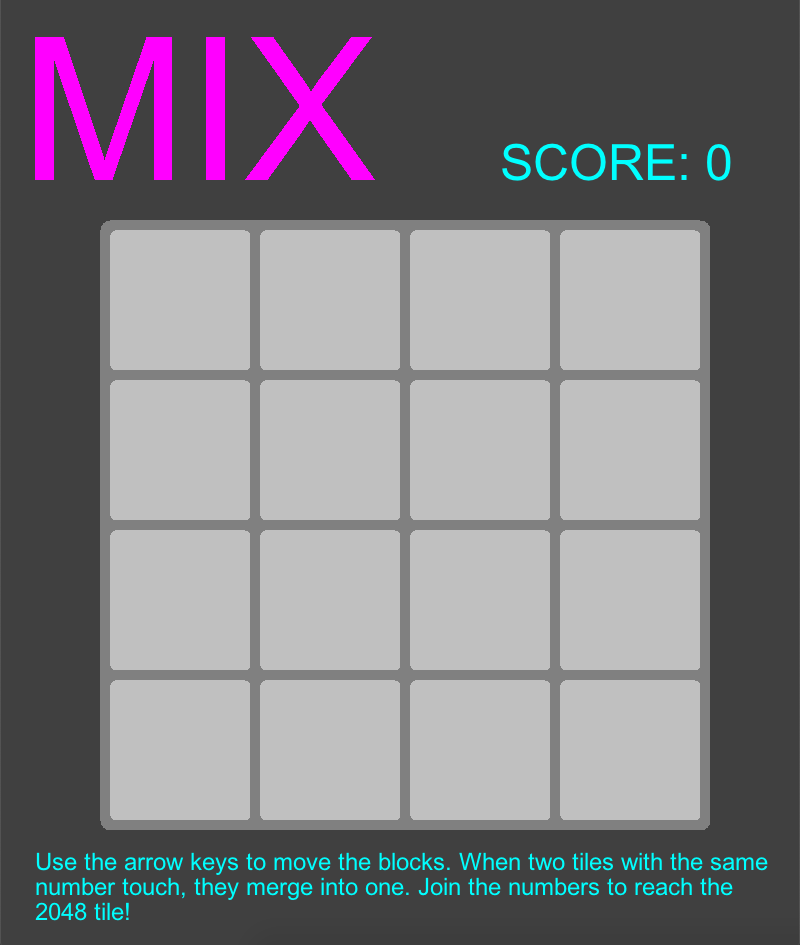 MIX
SCORE: 0
Use the arrow keys to move the blocks. When two tiles with the same
number touch, they merge into one. Join the numbers to reach the
2048 tile!